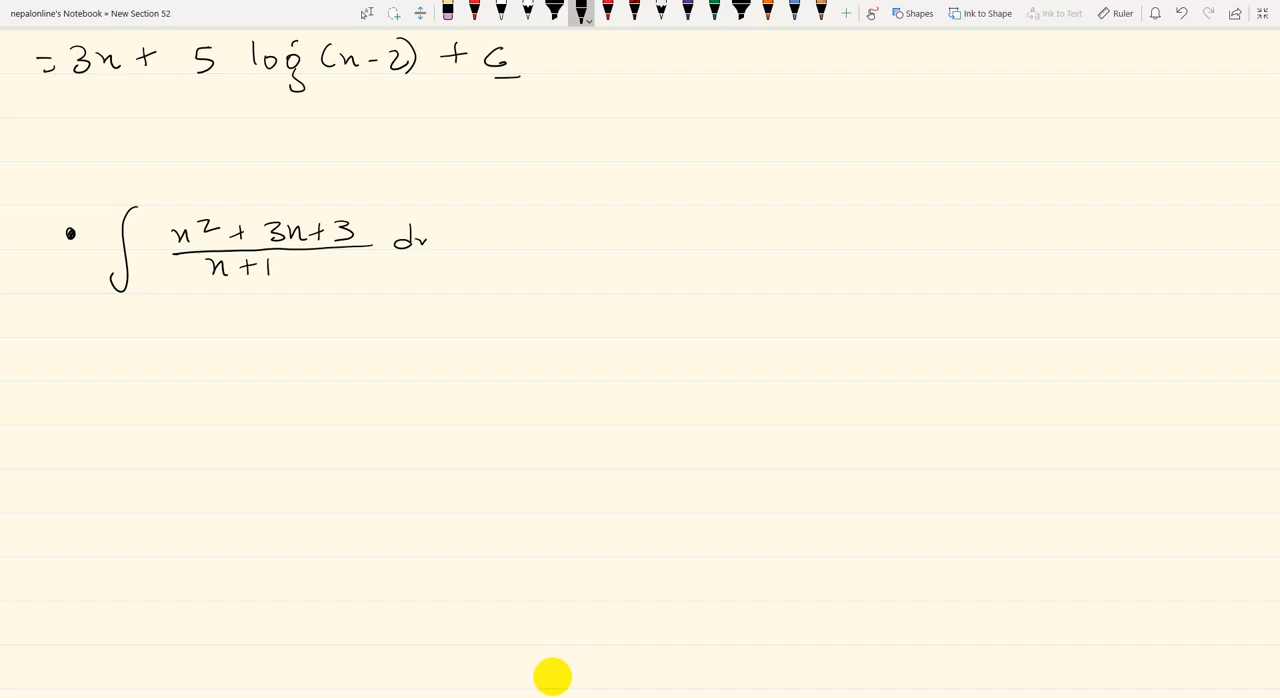 nepalonline's Notebook » New Section 52
Shapes Ink to Shape Ink to Text Ruler
= 3x + 5 log (x - 2) + c
• ∫ (x² + 3x + 3)/(x + 1) dx